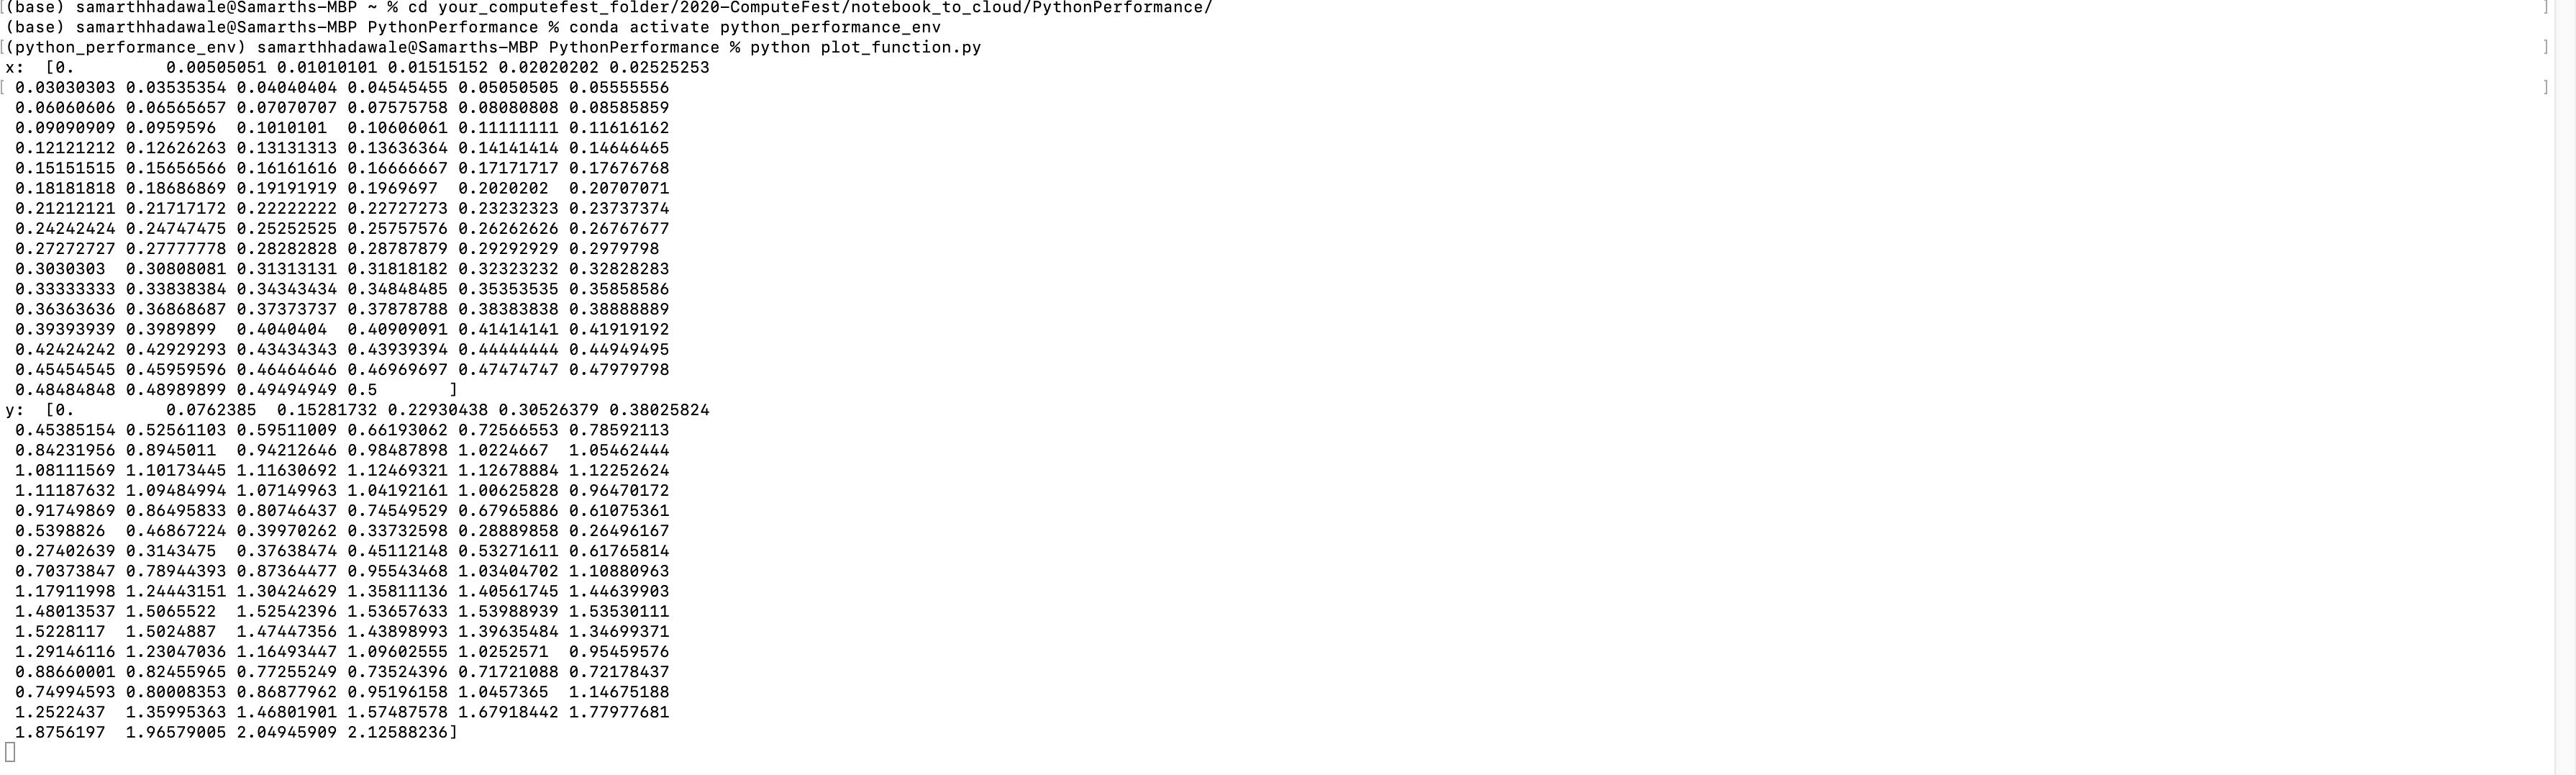 (base) samarthhadawale@Samarths-MBP ~ % cd your_computefest_folder/2020-ComputeFest/notebook_to_cloud/PythonPerformance/
(base) samarthhadawale@Samarths-MBP PythonPerformance % conda activate python_performance_env
(python_performance_env) samarthhadawale@Samarths-MBP PythonPerformance % python plot_function.py
x:  [0.         0.00505051 0.01010101 0.01515152 0.02020202 0.02525253
 0.03030303 0.03535354 0.04040404 0.04545455 0.05050505 0.05555556
 0.06060606 0.06565657 0.07070707 0.07575758 0.08080808 0.08585859
 0.09090909 0.0959596  0.1010101  0.10606061 0.11111111 0.11616162
 0.12121212 0.12626263 0.13131313 0.13636364 0.14141414 0.14646465
 0.15151515 0.15656566 0.16161616 0.16666667 0.17171717 0.17676768
 0.18181818 0.18686869 0.19191919 0.1969697  0.2020202  0.20707071
 0.21212121 0.21717172 0.22222222 0.22727273 0.23232323 0.23737374
 0.24242424 0.24747475 0.25252525 0.25757576 0.26262626 0.26767677
 0.27272727 0.27777778 0.28282828 0.28787879 0.29292929 0.2979798
 0.3030303  0.30808081 0.31313131 0.31818182 0.32323232 0.32828283
 0.33333333 0.33838384 0.34343434 0.34848485 0.35353535 0.35858586
 0.36363636 0.36868687 0.37373737 0.37878788 0.38383838 0.38888889
 0.39393939 0.3989899  0.4040404  0.40909091 0.41414141 0.41919192
 0.42424242 0.42929293 0.43434343 0.43939394 0.44444444 0.44949495
 0.45454545 0.45959596 0.46464646 0.46969697 0.47474747 0.47979798
 0.48484848 0.48989899 0.49494949 0.5       ]
y:  [0.         0.0762385  0.15281732 0.22930438 0.30526379 0.38025824
 0.45385154 0.52561103 0.59511009 0.66193062 0.72566553 0.78592113
 0.84231956 0.8945011  0.94212646 0.98487898 1.0224667  1.05462444
 1.08111569 1.10173445 1.11630692 1.12469321 1.12678884 1.12252624
 1.11187632 1.09484994 1.07149963 1.04192161 1.00625828 0.96470172
 0.91749869 0.86495833 0.80746437 0.74549529 0.67965886 0.61075361
 0.5398826  0.46867224 0.39970262 0.33732598 0.28889858 0.26496167
 0.27402639 0.3143475  0.37638474 0.45112148 0.53271611 0.61765814
 0.70373847 0.78944393 0.87364477 0.95543468 1.03404702 1.10880963
 1.17911998 1.24443151 1.30424629 1.35811136 1.40561745 1.44639903
 1.48013537 1.5065522  1.52542396 1.53657633 1.53988939 1.53530111
 1.5228117  1.5024887  1.47447356 1.43898993 1.39635484 1.34699371
 1.29146116 1.23047036 1.16493447 1.09602555 1.0252571  0.95459576
 0.88660001 0.82455965 0.77255249 0.73524396 0.71721088 0.72178437
 0.74994593 0.80008353 0.86877962 0.95196158 1.0457365  1.14675188
 1.2522437  1.35995363 1.46801901 1.57487578 1.67918442 1.77977681
 1.8756197  1.96579005 2.04945909 2.12588236]